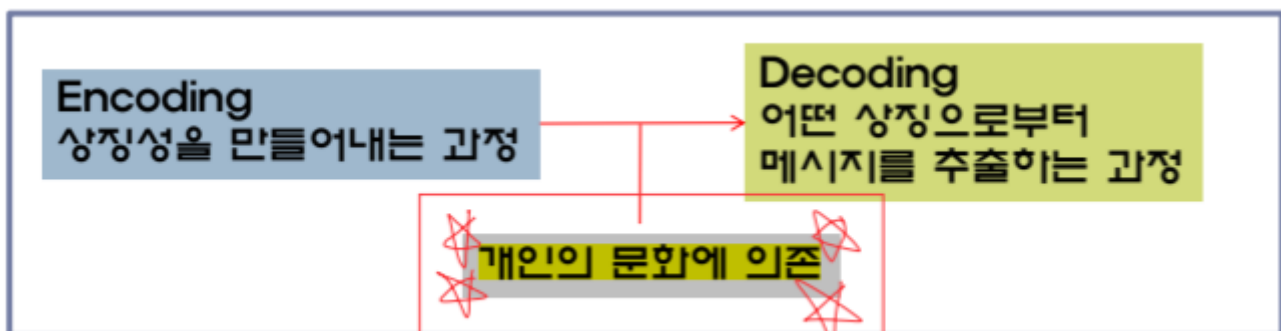 Encoding
상징성을 만들어내는 과정
Decoding
어떤 상징으로부터
메시지를 추출하는 과정
개인의 문화에 의존